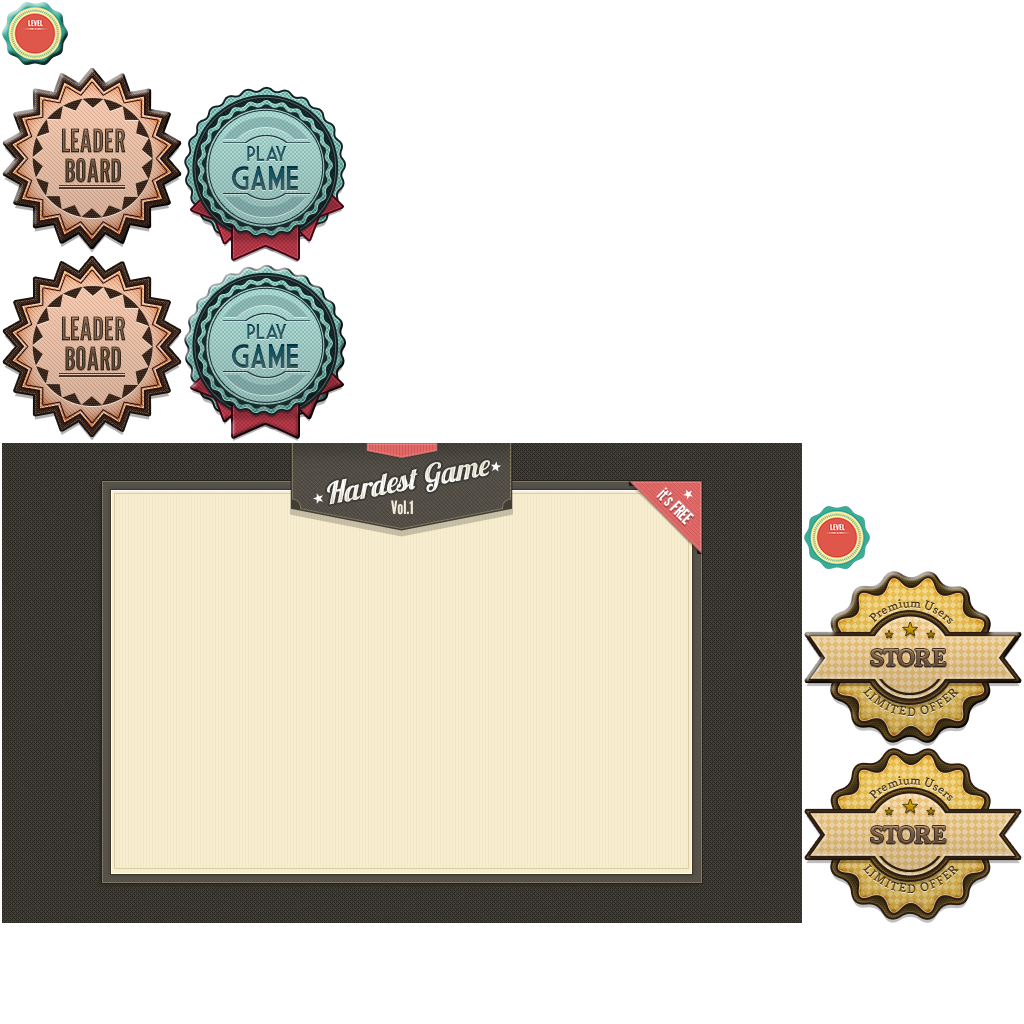 LEVEL
LEADER
BOARD
PLAY
GAME
LEADER
BOARD
PLAY
GAME
Hardest Game
Vol.1
it's FREE
LEVEL
Premium Users
STORE
LIMITED OFFER
Premium Users
STORE
LIMITED OFFER